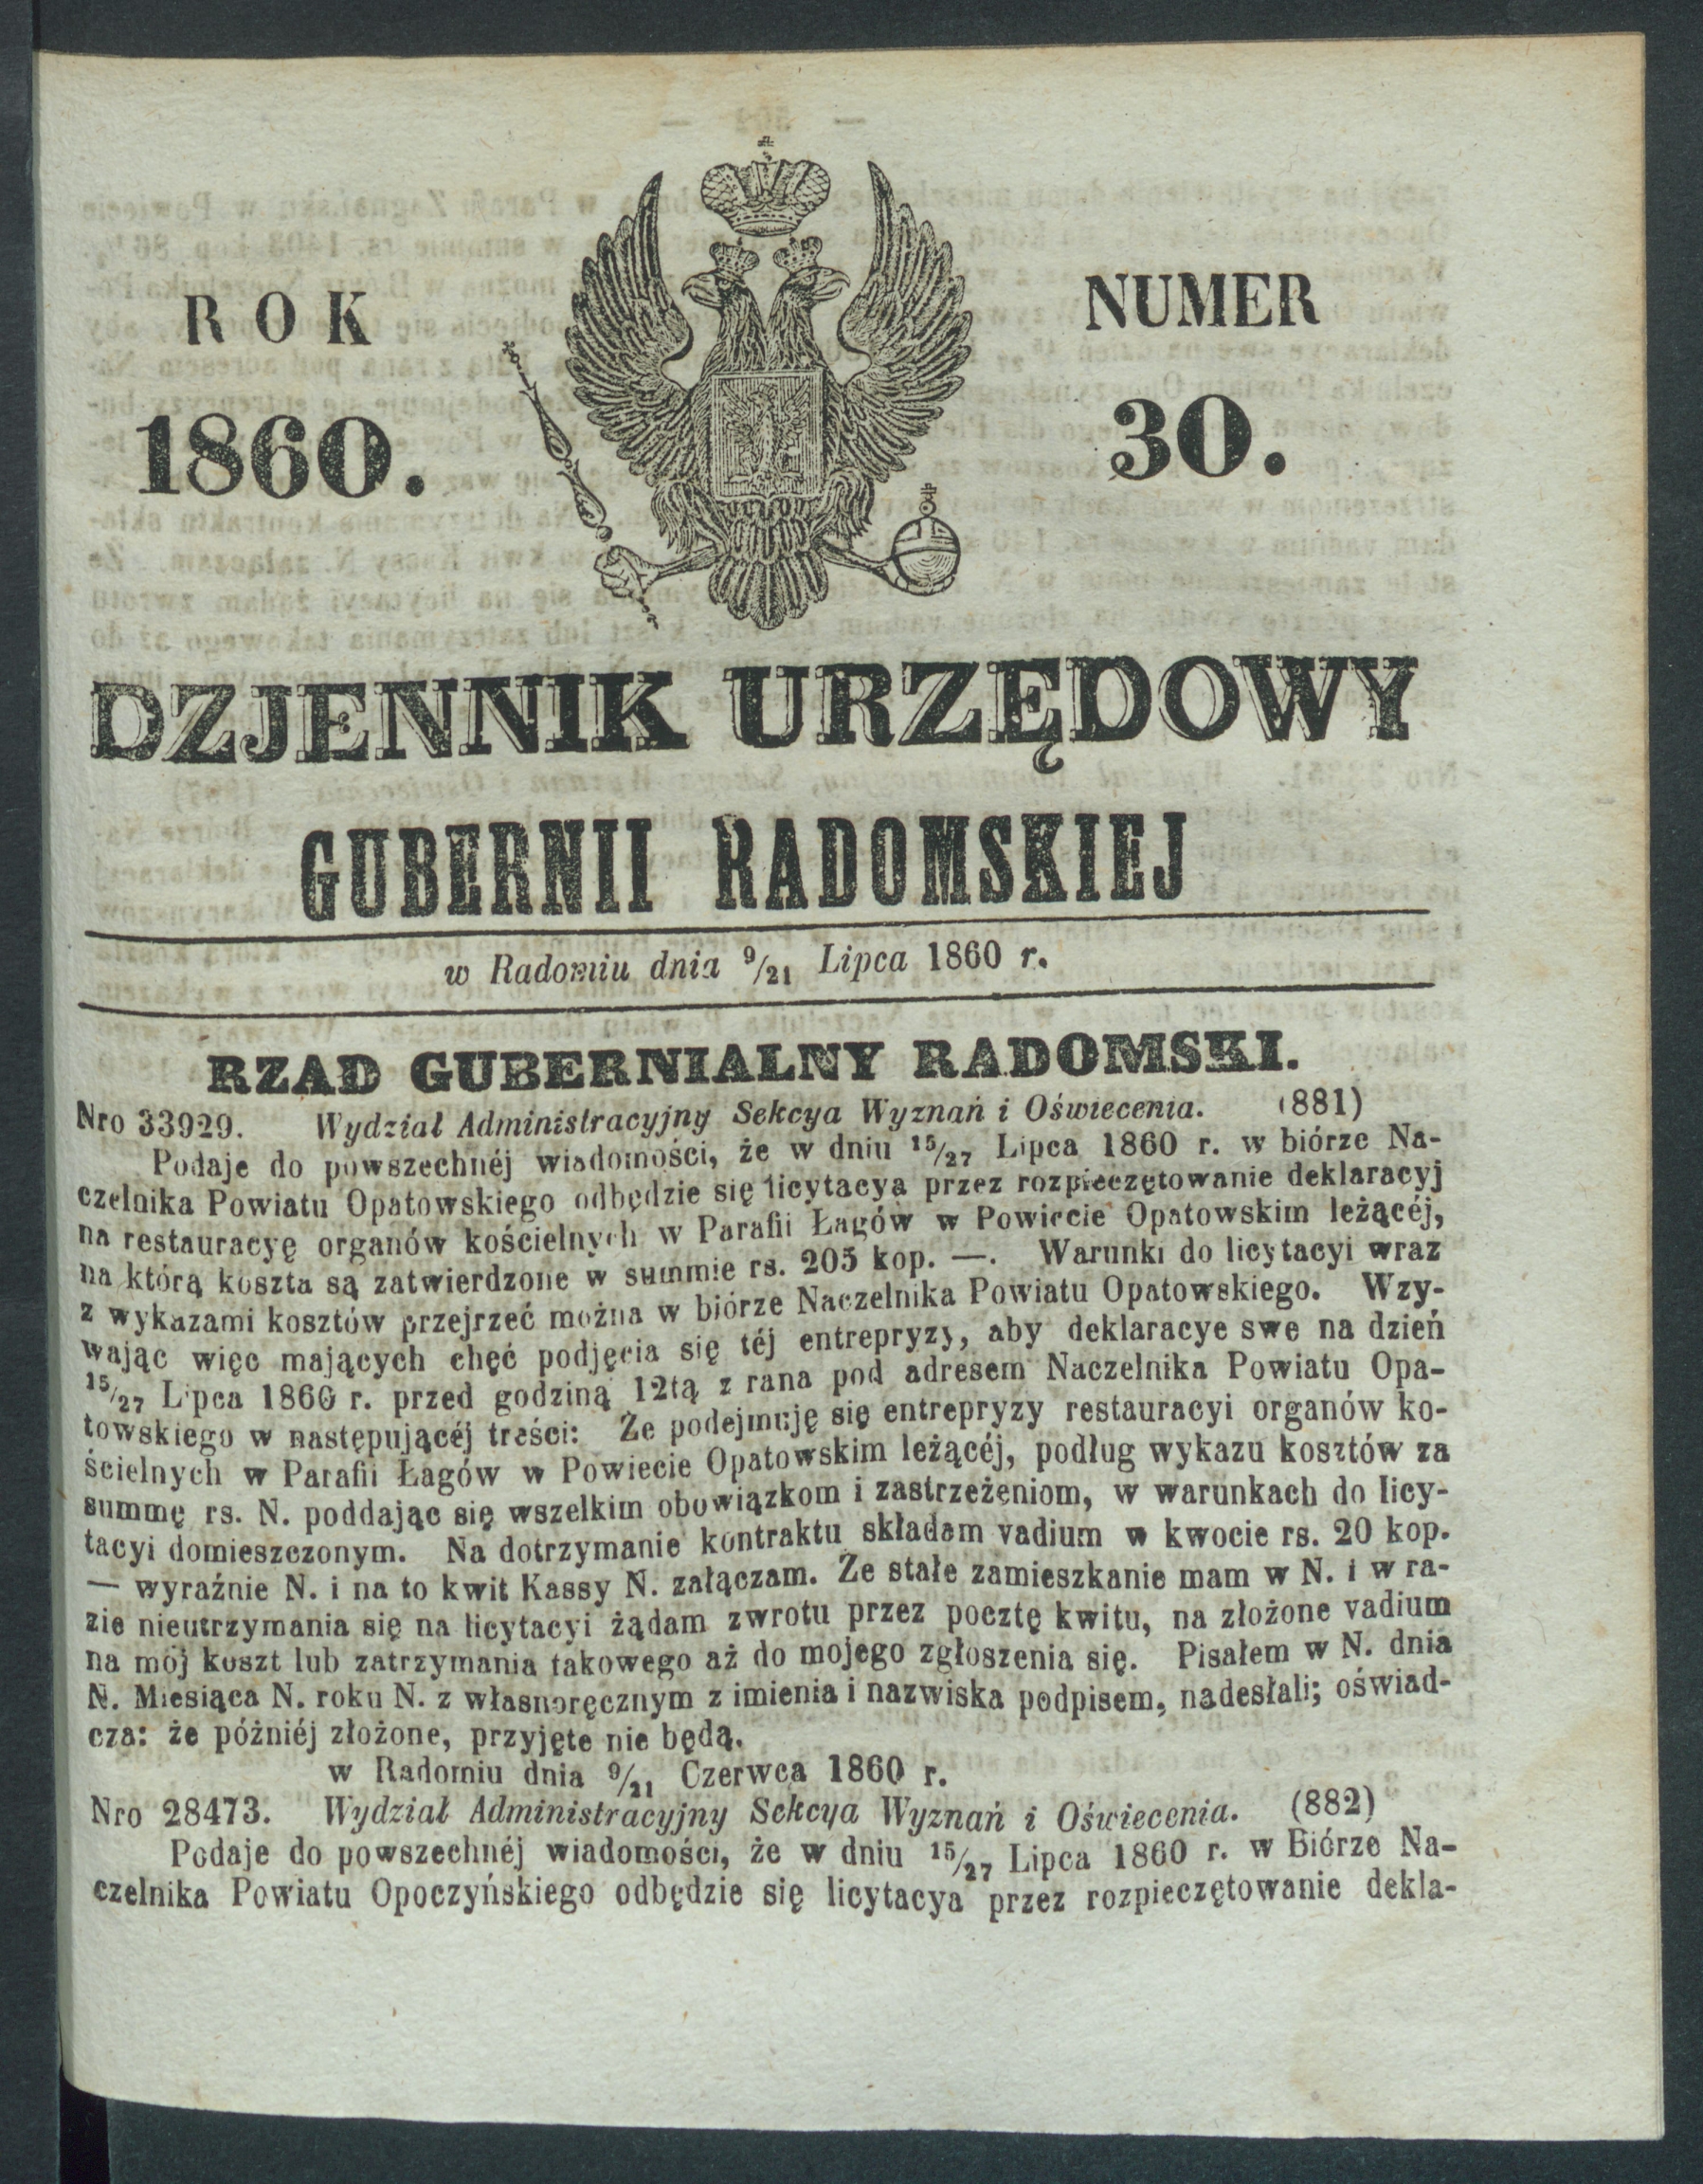 ROK
1860.
NUMER
30.
DZJENNIK URZĘDOWY
GUBERNII RADOMSKIEJ
w Radomiu dnia 9/21 Lipca 1860 r.
RZAD GUBERNIALNY RADOMSKI.
Nro 33929. Wydział Administracyjny Sekcya Wyznań i Oświecenia. (881)
Podaje do powszechnéj wiadomości, że w dniu 15/27 Lipca 1860 r. w biórze Na-
czelnika Powiatu Opatowskiego odbędzie się licytacya przez rozpieczętowanie deklaracyj
na restauracyę organów kościelnych w Parafii Łagów w Powiecie Opatowskim leżącéj,
na którą koszta są zatwierdzone w summie rs. 205 kop. —. Warunki do licytacyi wraz
z wykazami kosztów przejrzeć można w biórze Naczelnika Powiatu Opatowskiego. Wzy-
wając więc mających chęć podjęcia się téj entrepryzy, aby deklaracye swe na dzień
15/27 Lipca 1860 r. przed godziną 12tą z rana pod adresem Naczelnika Powiatu Opa-
towskiego w następującéj treści: Że podejmuję się entrepryzy restauracyi organów ko-
ścielnych w Parafii Łagów w Powiecie Opatowskim leżącéj, podług wykazu kosztów za
summę rs. N. poddając się wszelkim obowiązkom i zastrzeżeniom, w warunkach do licy-
tacyi domieszczonym. Na dotrzymanie kontraktu składam vadium w kwocie rs. 20 kop.
— wyraźnie N. i na to kwit Kassy N. załączam. Że stałe zamieszkanie mam w N. i w ra-
zie nieutrzymania się na licytacyi żądam zwrotu przez pocztę kwitu, na złożone vadium
na mój koszt lub zatrzymania takowego aż do mojego zgłoszenia się. Pisałem w N. dnia
N. Miesiąca N. roku N. z własnoręcznym z imienia i nazwiska podpisem, nadesłali; oświad-
cza: że późniéj złożone, przyjęte nie będą.
w Radomiu dnia 9/21 Czerwca 1860 r.
Nro 28473. Wydział Administracyjny Sekcya Wyznań i Oświecenia. (882)
Podaje do powszechnéj wiadomości, że w dniu 15/27 Lipca 1860 r. w Biórze Na-
czelnika Powiatu Opoczyńskiego odbędzie się licytacya przez rozpieczętowanie dekla-